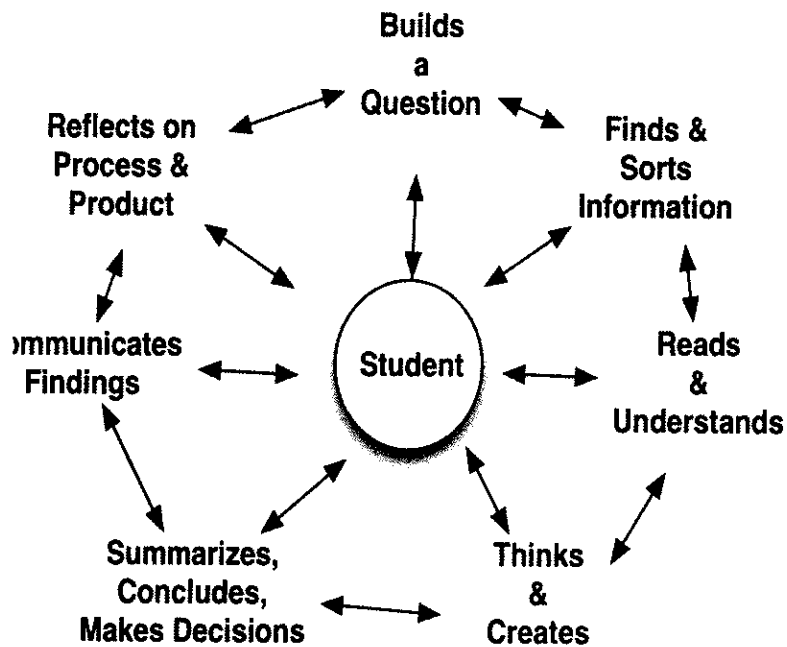 Builds
a
Question
Finds &
Sorts
Information
Reads
&
Understands
Thinks
&
Creates
Summarizes,
Concludes,
Makes Decisions
ommunicates
Findings
Reflects on
Process &
Product
Student